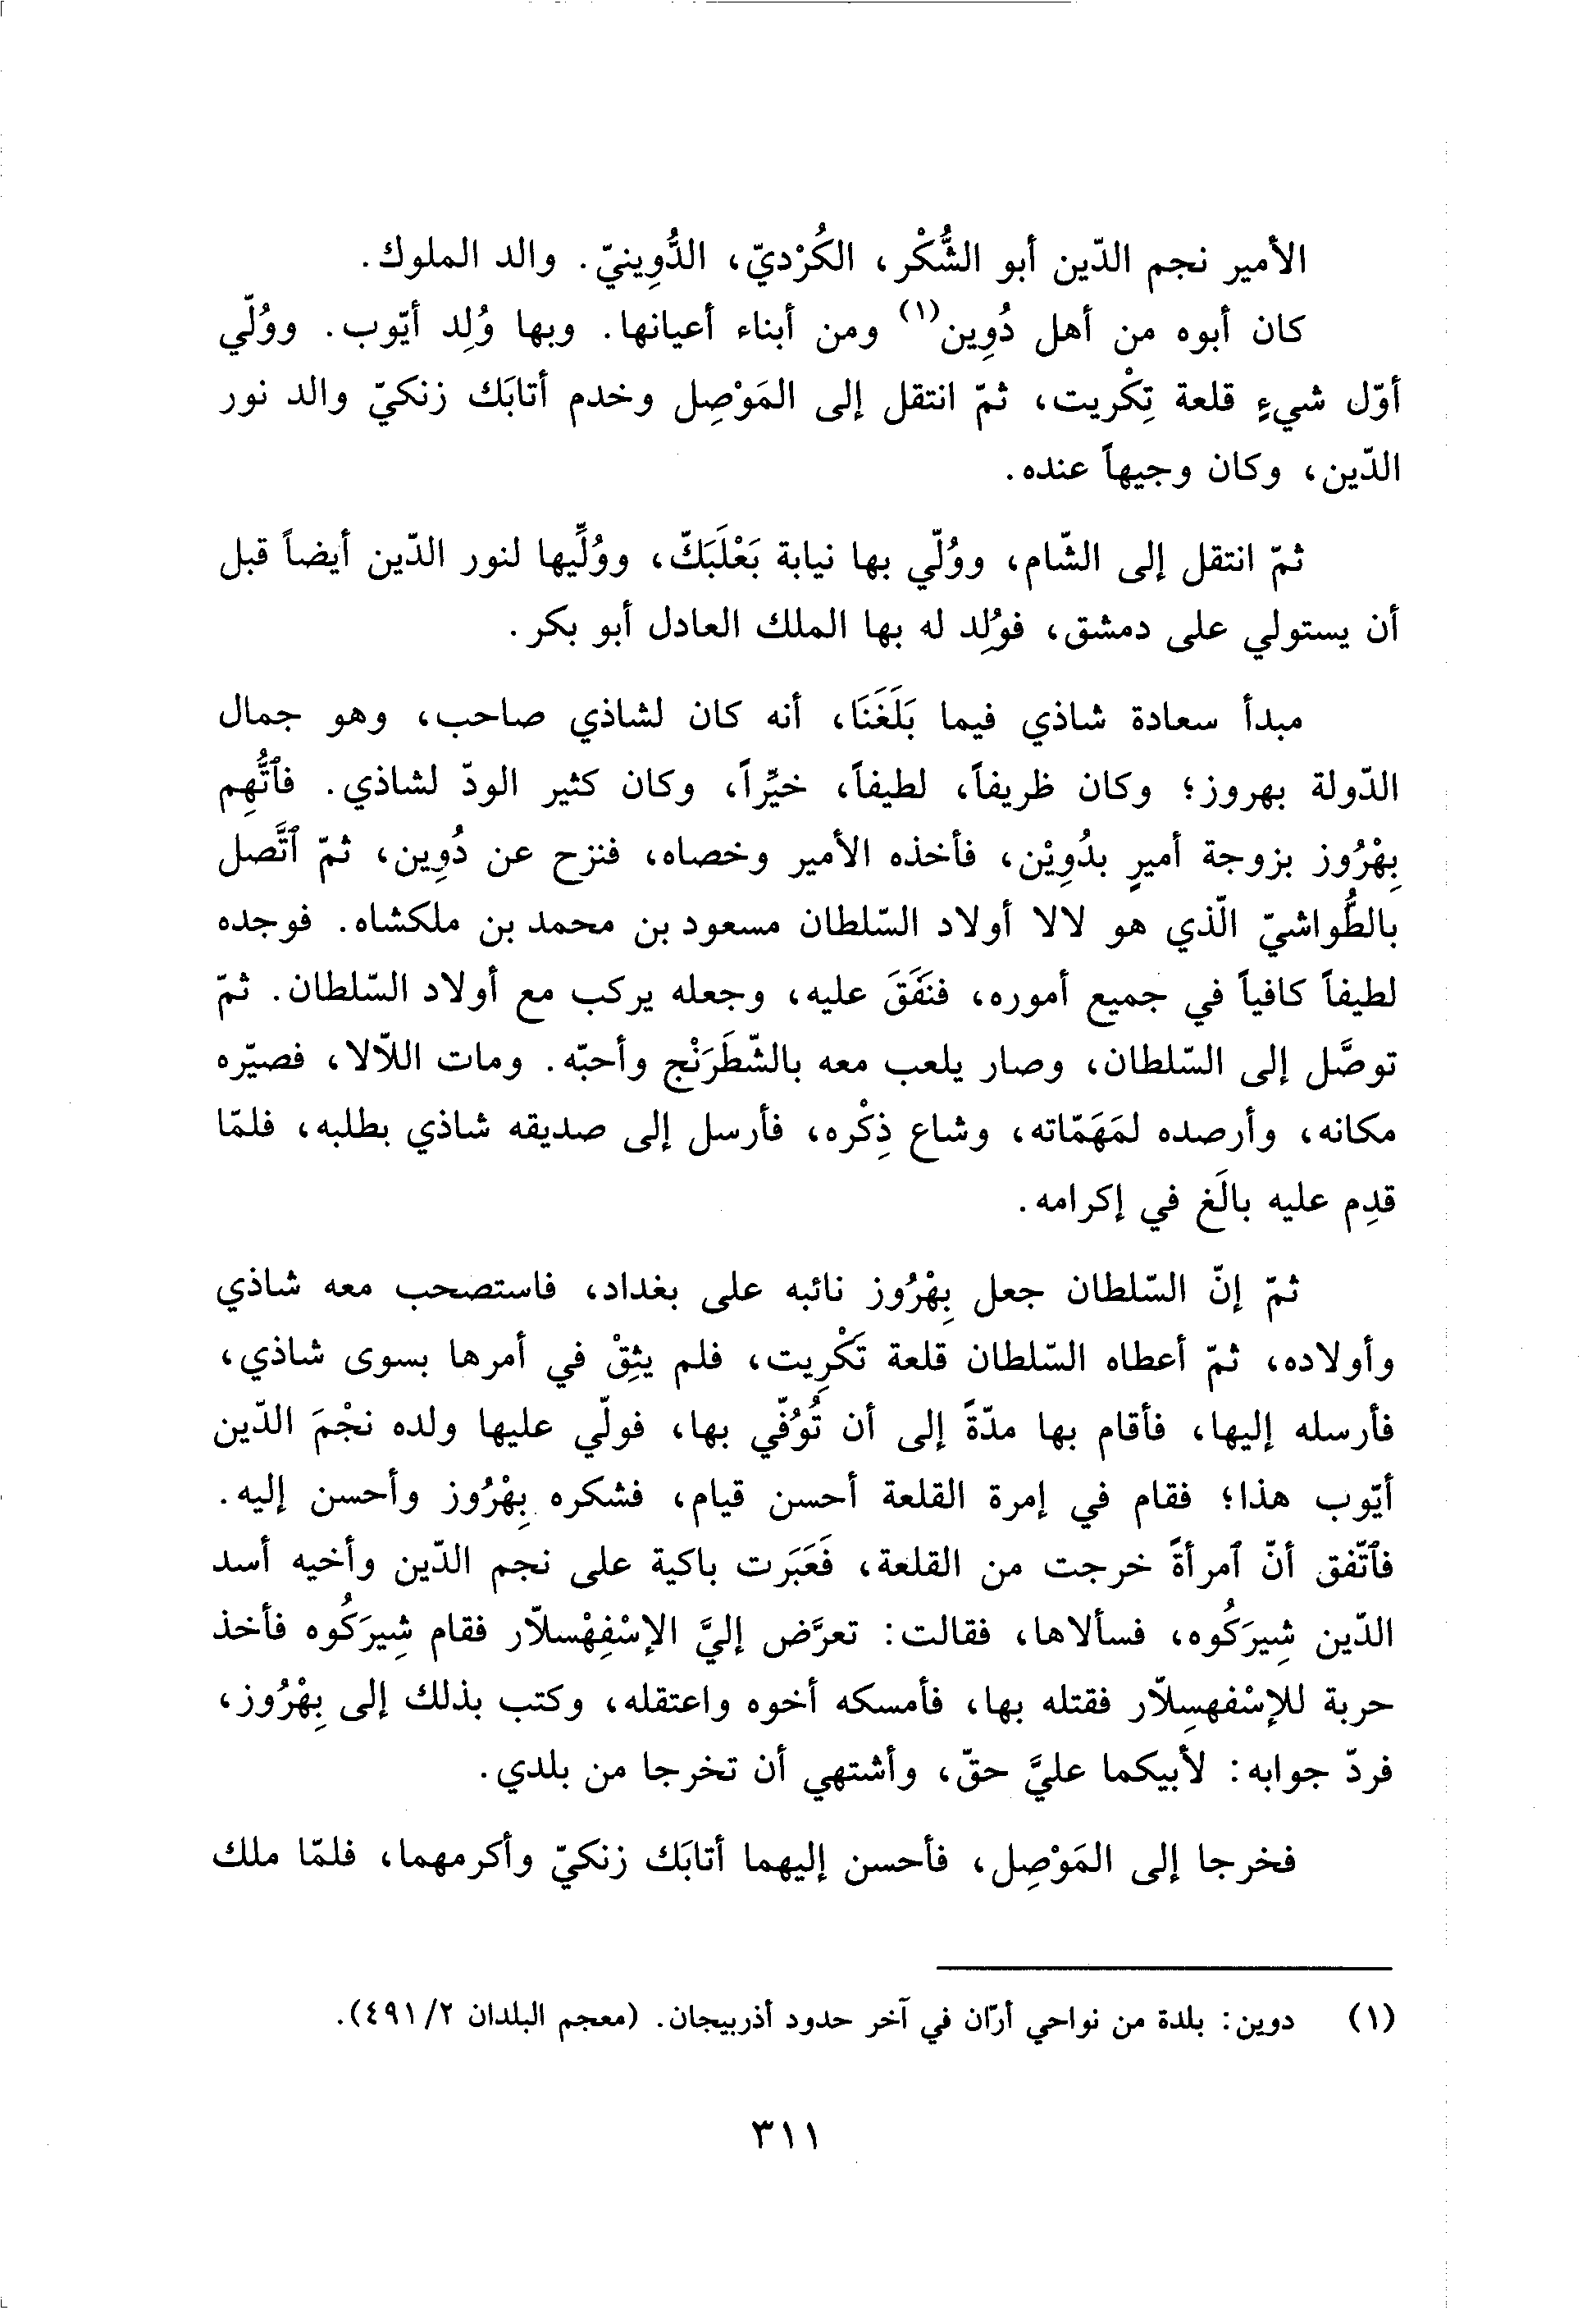 الأمير نجم الدّين أبو الشُّكْر، الكُرْديّ، الدُّوِينيّ. والد الملوك.
كان أبوه من أهل دُوِين(١) ومن أبناء أعيانها. وبها وُلِد أيّوب. ووُلّي
أوّل شيءٍ قلعة تِكْريت، ثمّ انتقل إلى المَوْصِل وخدم أتابَك زنكيّ والد نور
الدّين، وكان وجيهاً عنده.
ثمّ انتقل إلى الشّام، ووُلّي بها نيابة بَعْلَبَكّ، ووُلِّيها لنور الدّين أيضاً قبل
أن يستولي على دمشق، فوُلِد له بها الملك العادل أبو بكر.
مبدأ سعادة شاذي فيما بَلَغَنَا، أنه كان لشاذي صاحب، وهو جمال
الدّولة بهروز؛ وكان ظريفاً، لطيفاً، خيِّراً، وكان كثير الودّ لشاذي. فٱتُّهِم
بِهْرُوز بزوجة أميرٍ بدُوِيْن، فأخذه الأمير وخصاه، فنزح عن دُوِين، ثمّ ٱتَّصل
بالطُّواشيّ الّذي هو لالا أولاد السّلطان مسعود بن محمد بن ملكشاه. فوجده
لطيفاً كافياً في جميع أموره، فنَفَقَ عليه، وجعله يركب مع أولاد السّلطان. ثمّ
توصَّل إلى السّلطان، وصار يلعب معه بالشّطَرَنْج وأحبّه. ومات اللاّلا، فصيّره
مكانه، وأرصده لمَهَمّاته، وشاع ذِكْره، فأرسل إلى صديقه شاذي بطلبه، فلمّا
قدِم عليه بالَغ في إكرامه.
ثمّ إنّ السّلطان جعل بِهْرُوز نائبه على بغداد، فاستصحب معه شاذي
وأولاده، ثمّ أعطاه السّلطان قلعة تَكْرِيت، فلم يثِقْ في أمرها بسوى شاذي،
فأرسله إليها، فأقام بها مدّةً إلى أن تُوُفّي بها، فولّي عليها ولده نجْمَ الدّين
أيّوب هذا؛ فقام في إمرة القلعة أحسن قيام، فشكره بِهْرُوز وأحسن إليه.
فٱتّفق أنّ ٱمرأةً خرجت من القلعة، فَعَبَرت باكية على نجم الدّين وأخيه أسد
الدّين شِيرَكُوه، فسألاها، فقالت: تعرَّض إليَّ الإسْفِهْسلاّر فقام شِيرَكُوه فأخذ
حربة للإسْفهسِلاّر فقتله بها، فأمسكه أخوه واعتقله، وكتب بذلك إلى بِهْرُوز،
فردّ جوابه: لأبيكما عليَّ حقّ، وأشتهي أن تخرجا من بلدي.
فخرجا إلى المَوْصِل، فأحسن إليهما أتابَك زنكيّ وأكرمهما، فلمّا ملك
(١) دوين: بلدة من نواحي أرّان في آخر حدود أذربيجان. (معجم البلدان ٢/٤٩١).
٣١١